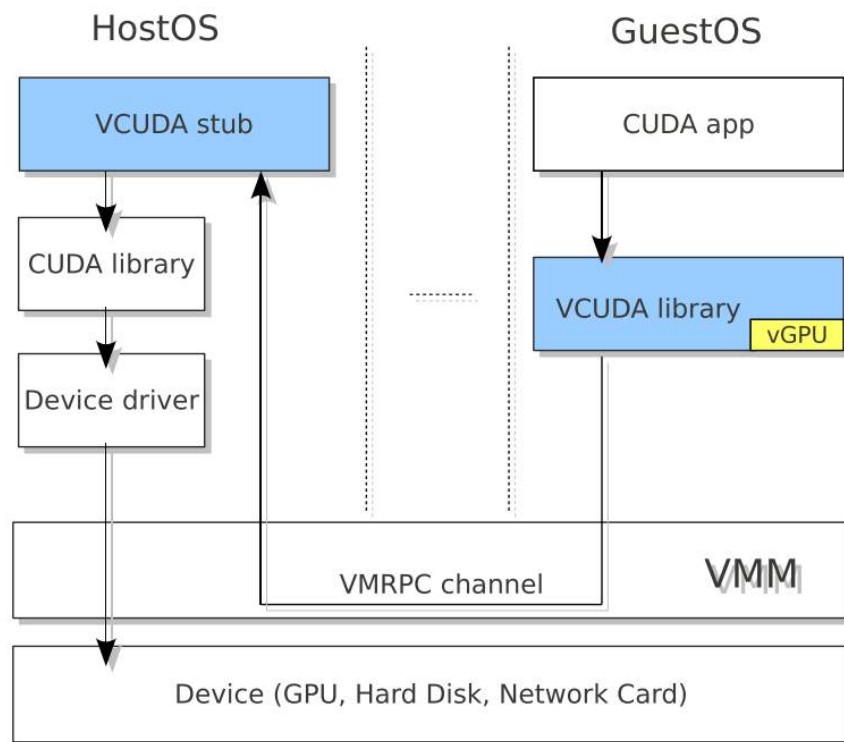 HostOS
GuestOS
VCUDA stub
CUDA app
CUDA library
VCUDA library
vGPU
Device driver
VMM
VMRPC channel
Device (GPU, Hard Disk, Network Card)